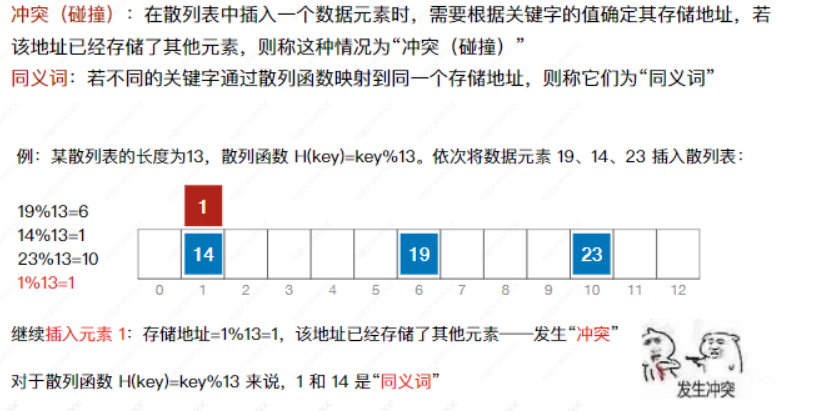 冲突（碰撞）：在散列表中插入一个数据元素时，需要根据关键字的值确定其存储地址，若
该地址已经存储了其他元素，则称这种情况为“冲突（碰撞）”
同义词：若不同的关键字通过散列函数映射到同一个存储地址，则称它们为“同义词”
例：某散列表的长度为13，散列函数 H(key)=key%13。依次将数据元素 19、14、23 插入散列表：
19%13=6
14%13=1
23%13=10
1%13=1
1
14 19 23
0 1 2 3 4 5 6 7 8 9 10 11 12
继续插入元素 1：存储地址=1%13=1，该地址已经存储了其他元素——发生“冲突”
对于散列函数 H(key)=key%13 来说，1 和 14 是“同义词”
发生冲突